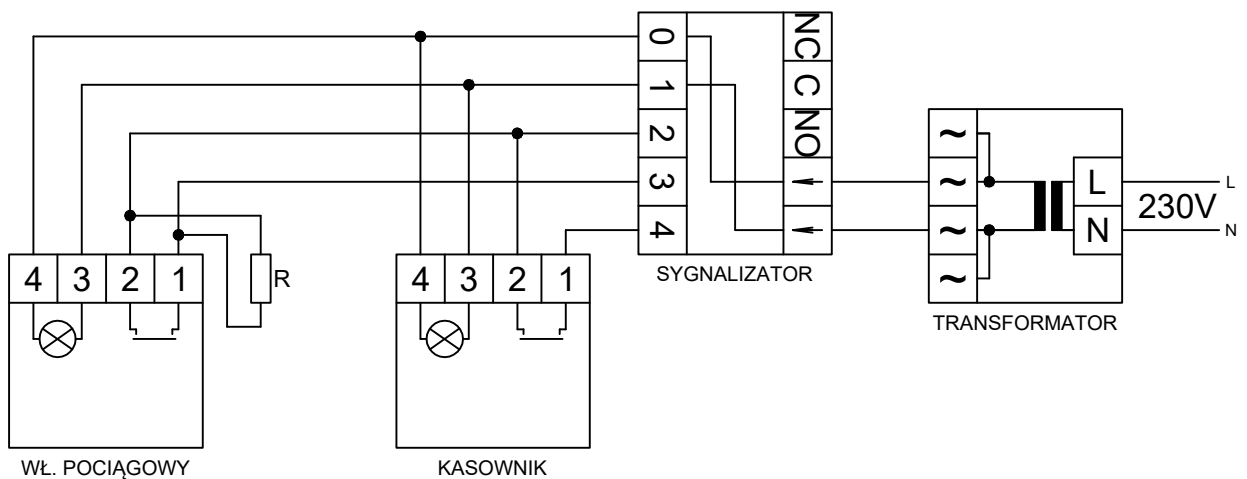 0
1
2
3
4
NC
C
NO
SYGNALIZATOR
~
~
~
~
L
N
230V
L
N
TRANSFORMATOR
4 3 2 1
R
WŁ. POCIĄGOWY
4 3 2 1
KASOWNIK